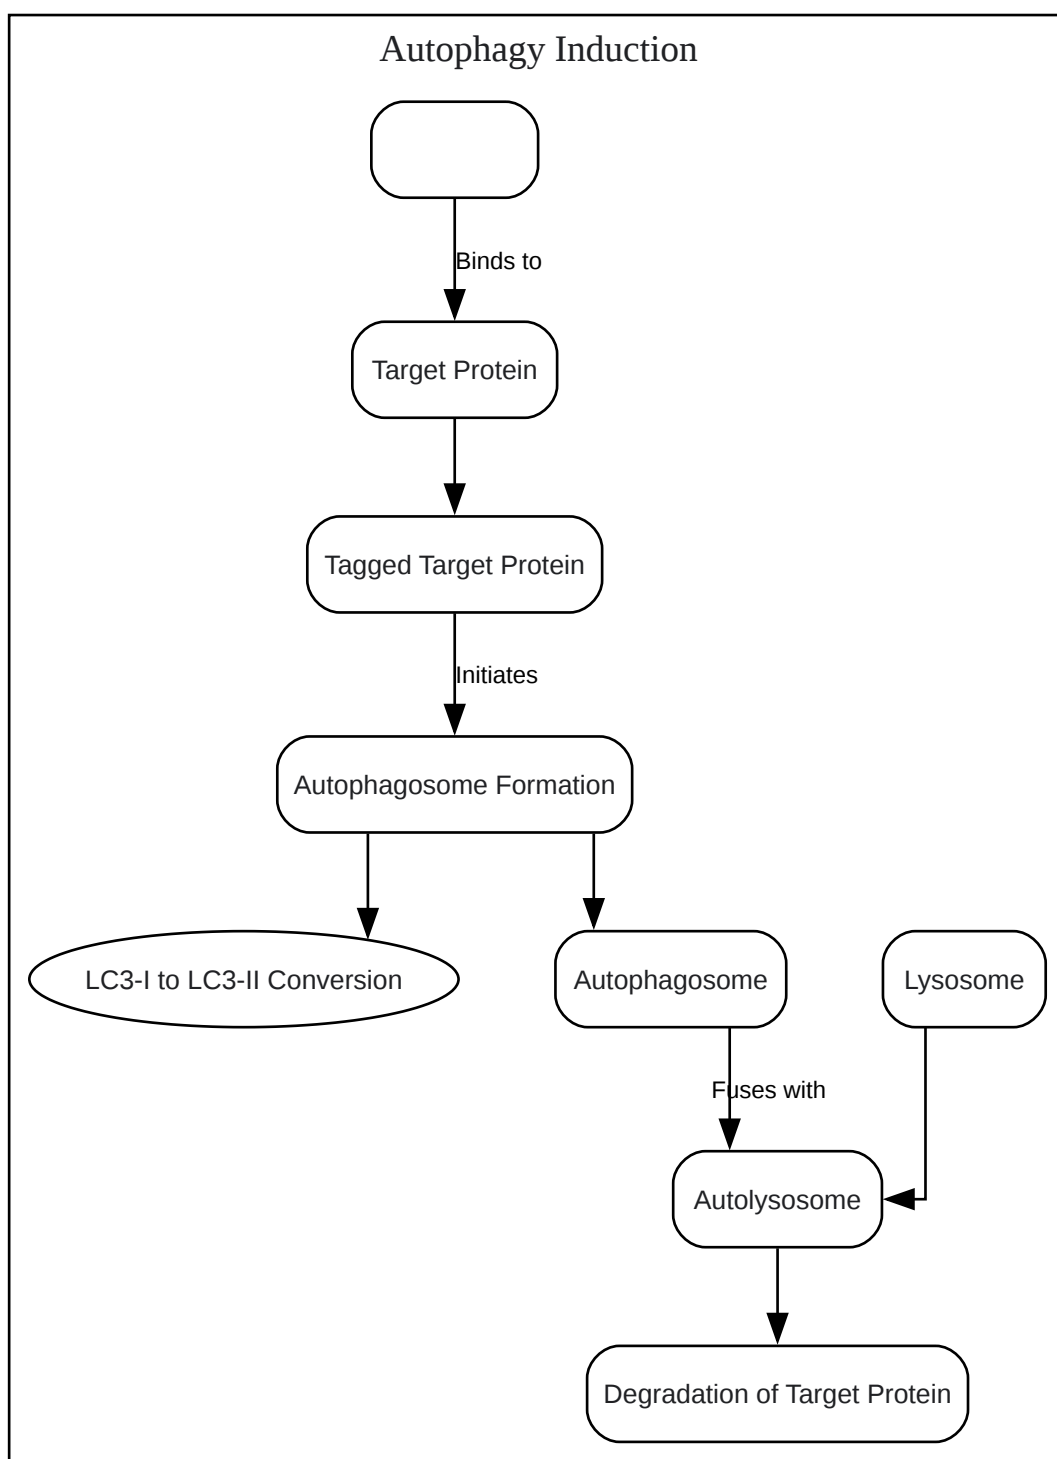 Autophagy Induction
Binds to
Target Protein
Tagged Target Protein
Initiates
Autophagosome Formation
LC3-I to LC3-II Conversion
Autophagosome
Lysosome
Fuses with
Autolysosome
Degradation of Target Protein